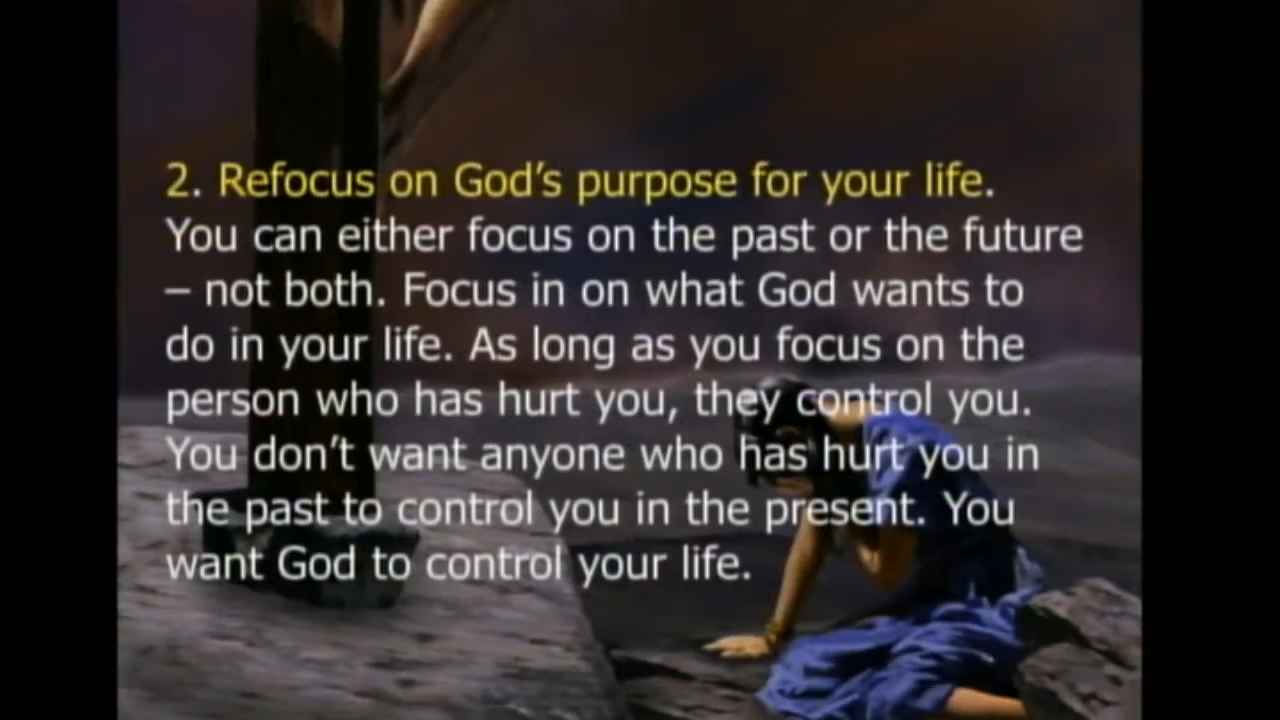 2. Refocus on God's purpose for your life.
You can either focus on the past or the future
– not both. Focus in on what God wants to
do in your life. As long as you focus on the
person who has hurt you, they control you.
You don't want anyone who has hurt you in
the past to control you in the present. You
want God to control your life.